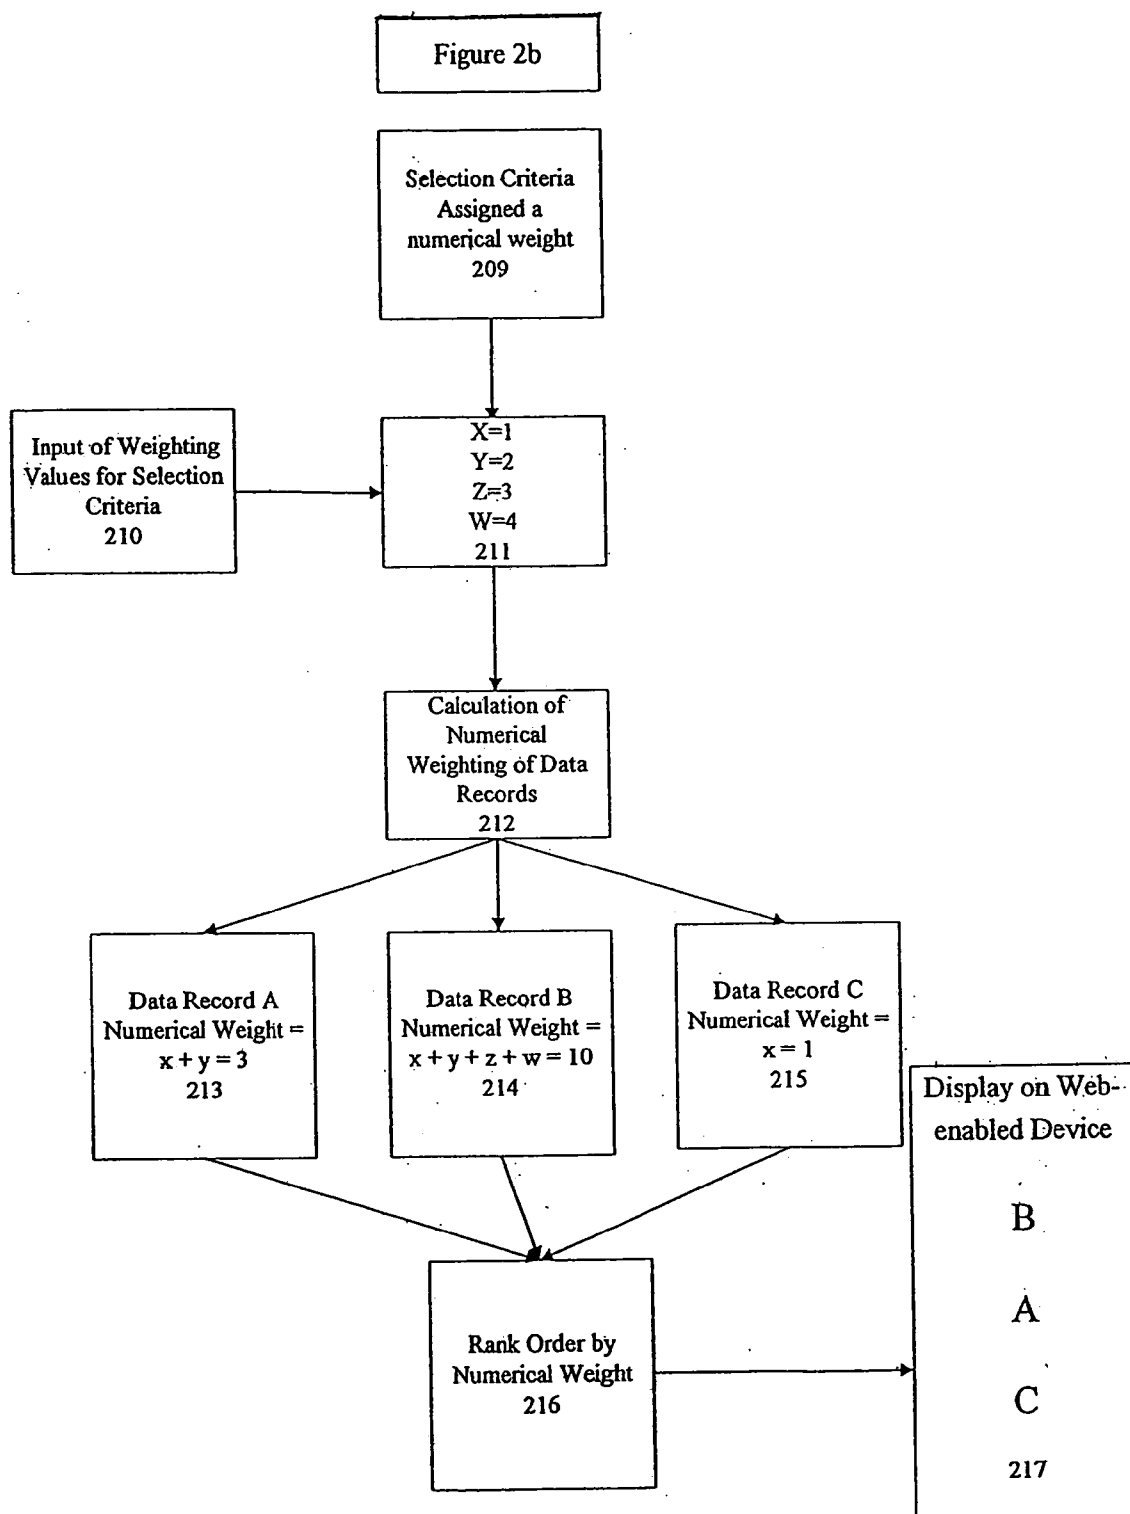 Figure 2b
Selection Criteria
Assigned a
numerical weight
209
Input of Weighting
Values for Selection
Criteria
210
X=1
Y=2
Z=3
W=4
211
Calculation of
Numerical
Weighting of Data
Records
212
Data Record A
Numerical Weight =
x + y = 3
213
Data Record B
Numerical Weight =
x + y + z + w = 10
214
Data Record C
Numerical Weight =
x = 1
215
Rank Order by
Numerical Weight
216
Display on Web-
enabled Device
B
A
C
217